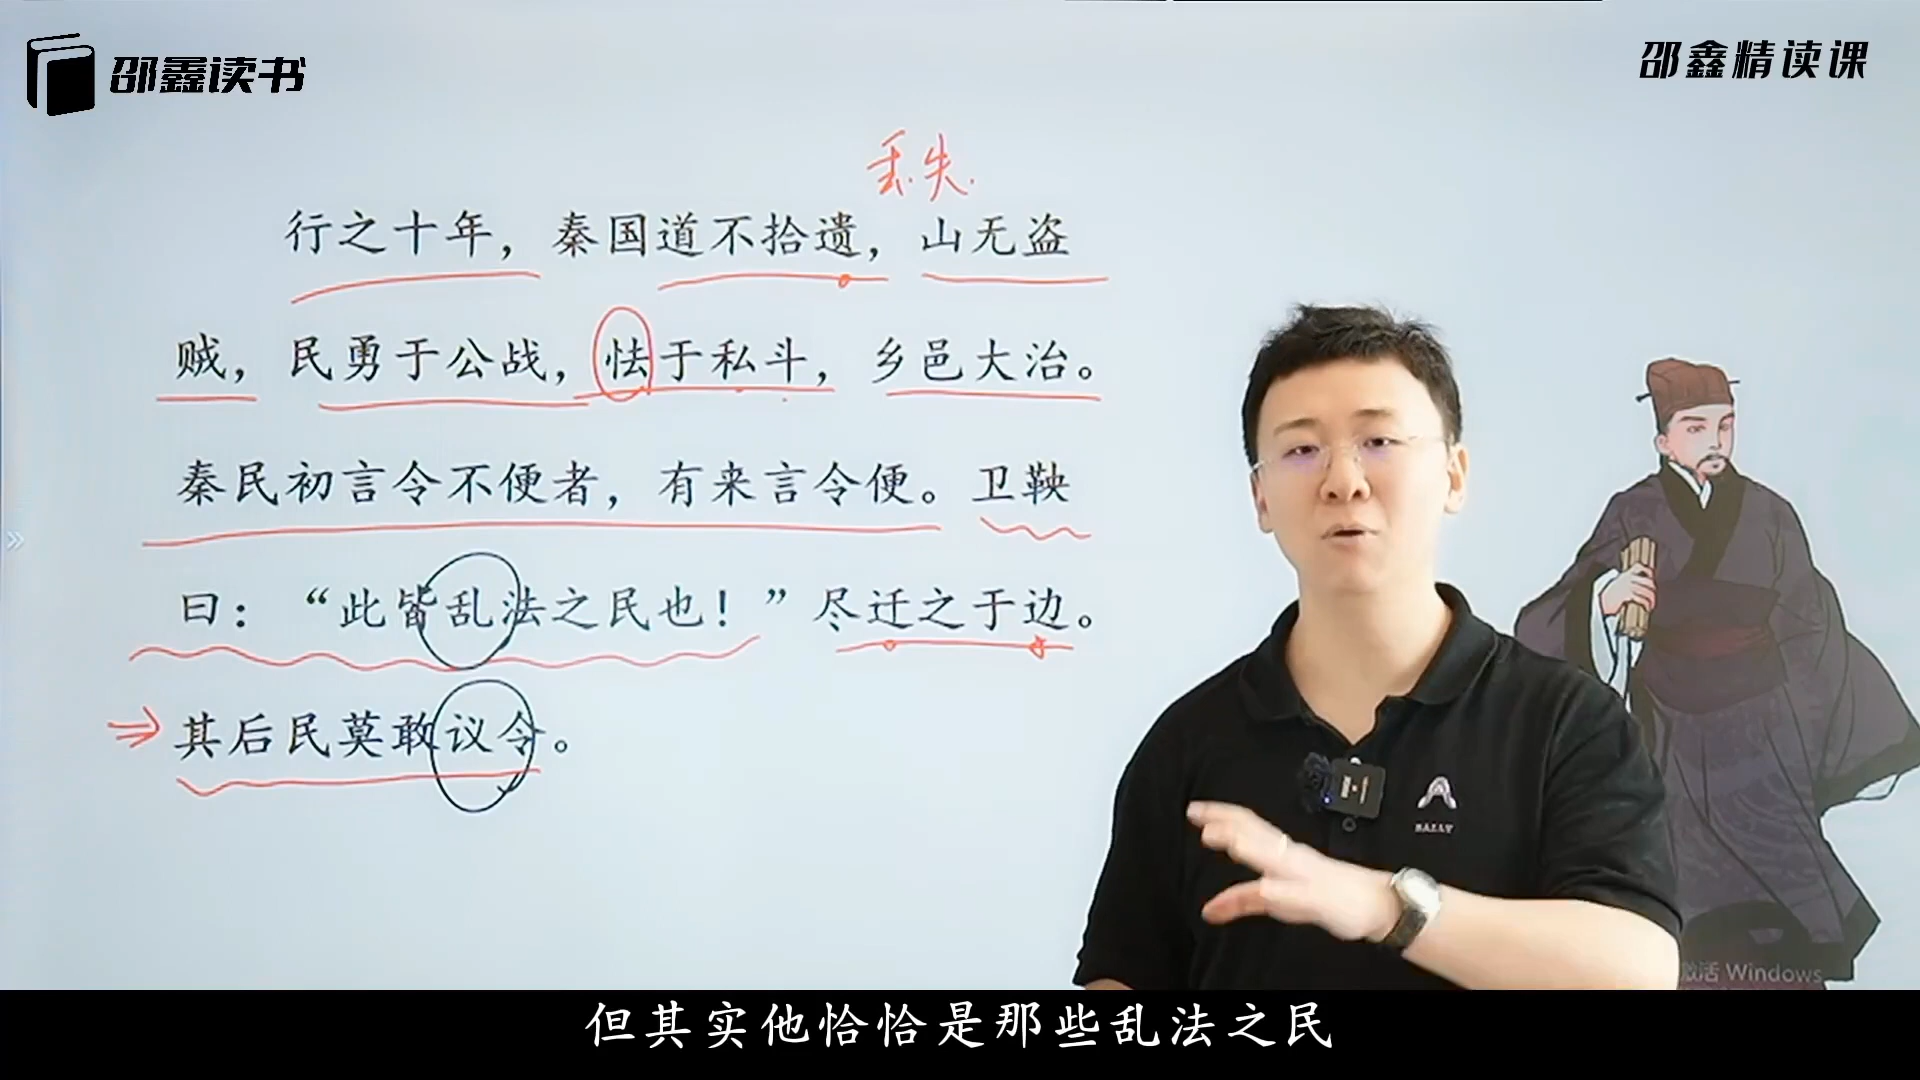 邵鑫读书
邵鑫精读课
丢失
行之十年，秦国道不拾遗，山无盗
贼，民勇于公战，怯于私斗，乡邑大治。
秦民初言令不便者，有来言令便。卫鞅
曰：“此皆乱法之民也！”尽迁之于边。
其后民莫敢议令。
NAZAY
激活 Windows
但其实他恰恰是那些乱法之民